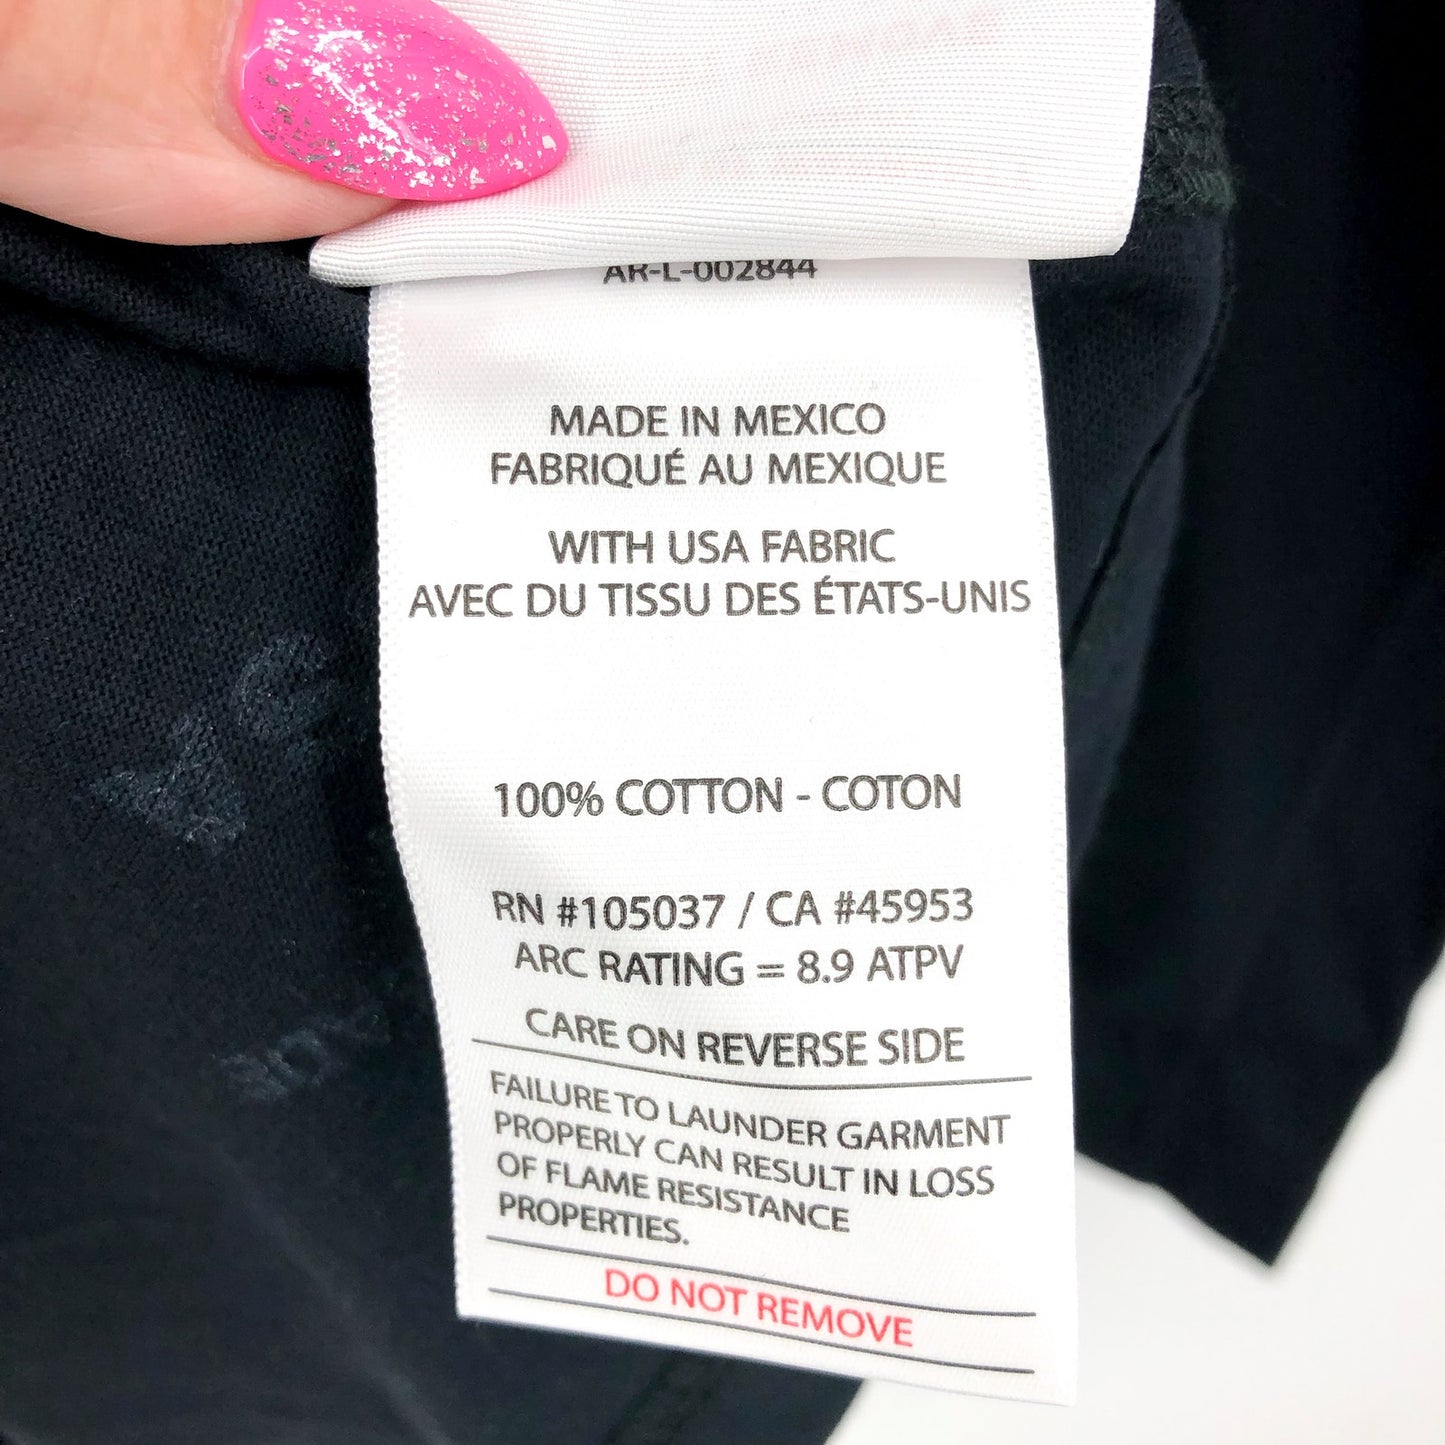 AR-L-002844
MADE IN MEXICO
FABRIQUÉ AU MEXIQUE
WITH USA FABRIC
AVEC DU TISSU DES ÉTATS-UNIS
100% COTTON - COTON
RN #105037 / CA #45953
ARC RATING = 8.9 ATPV
CARE ON REVERSE SIDE
FAILURE TO LAUNDER GARMENT
PROPERLY CAN RESULT IN LOSS
OF FLAME RESISTANCE
PROPERTIES.
DO NOT REMOVE